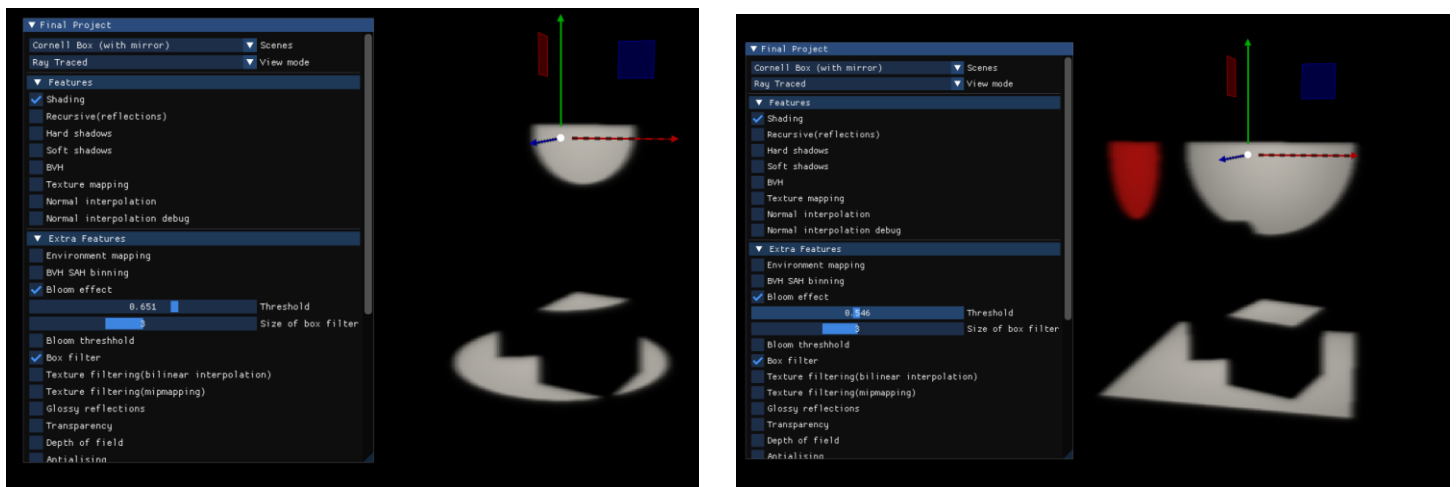 Final Project
Cornell Box (with mirror) Scenes
Ray Traced View mode
Features
Shading
Recursive(reflections)
Hard shadows
Soft shadows
BVH
Texture mapping
Normal interpolation
Normal interpolation debug
Extra Features
Environment mapping
BVH SAH binning
Bloom effect
0.651 Threshold
3 Size of box filter
Bloom threshhold
Box filter
Texture filtering(bilinear interpolation)
Texture filtering(mipmapping)
Glossy reflections
Transparency
Depth of field
Antialising
Final Project
Cornell Box (with mirror) Scenes
Ray Traced View mode
Features
Shading
Recursive(reflections)
Hard shadows
Soft shadows
BVH
Texture mapping
Normal interpolation
Normal interpolation debug
Extra Features
Environment mapping
BVH SAH binning
Bloom effect
0.546 Threshold
3 Size of box filter
Bloom threshhold
Box filter
Texture filtering(bilinear interpolation)
Texture filtering(mipmapping)
Glossy reflections
Transparency
Depth of field
Antialising